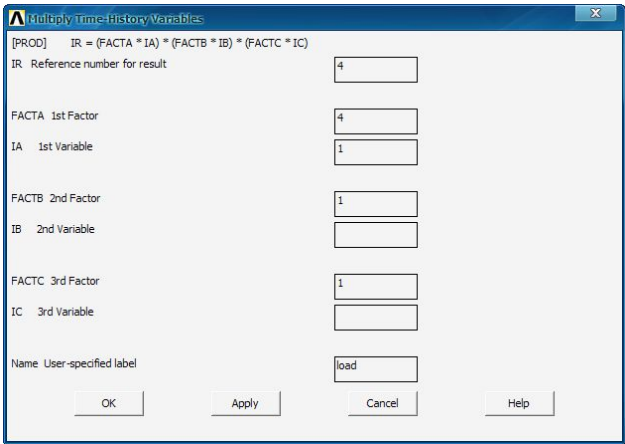 Multiply Time-History Variables
X
[PROD] IR = (FACTA * IA) * (FACTB * IB) * (FACTC * IC)
IR Reference number for result 4
FACTA 1st Factor 4
IA 1st Variable 1
FACTB 2nd Factor 1
IB 2nd Variable
FACTC 3rd Factor 1
IC 3rd Variable
Name User-specified label load
OK Apply Cancel Help